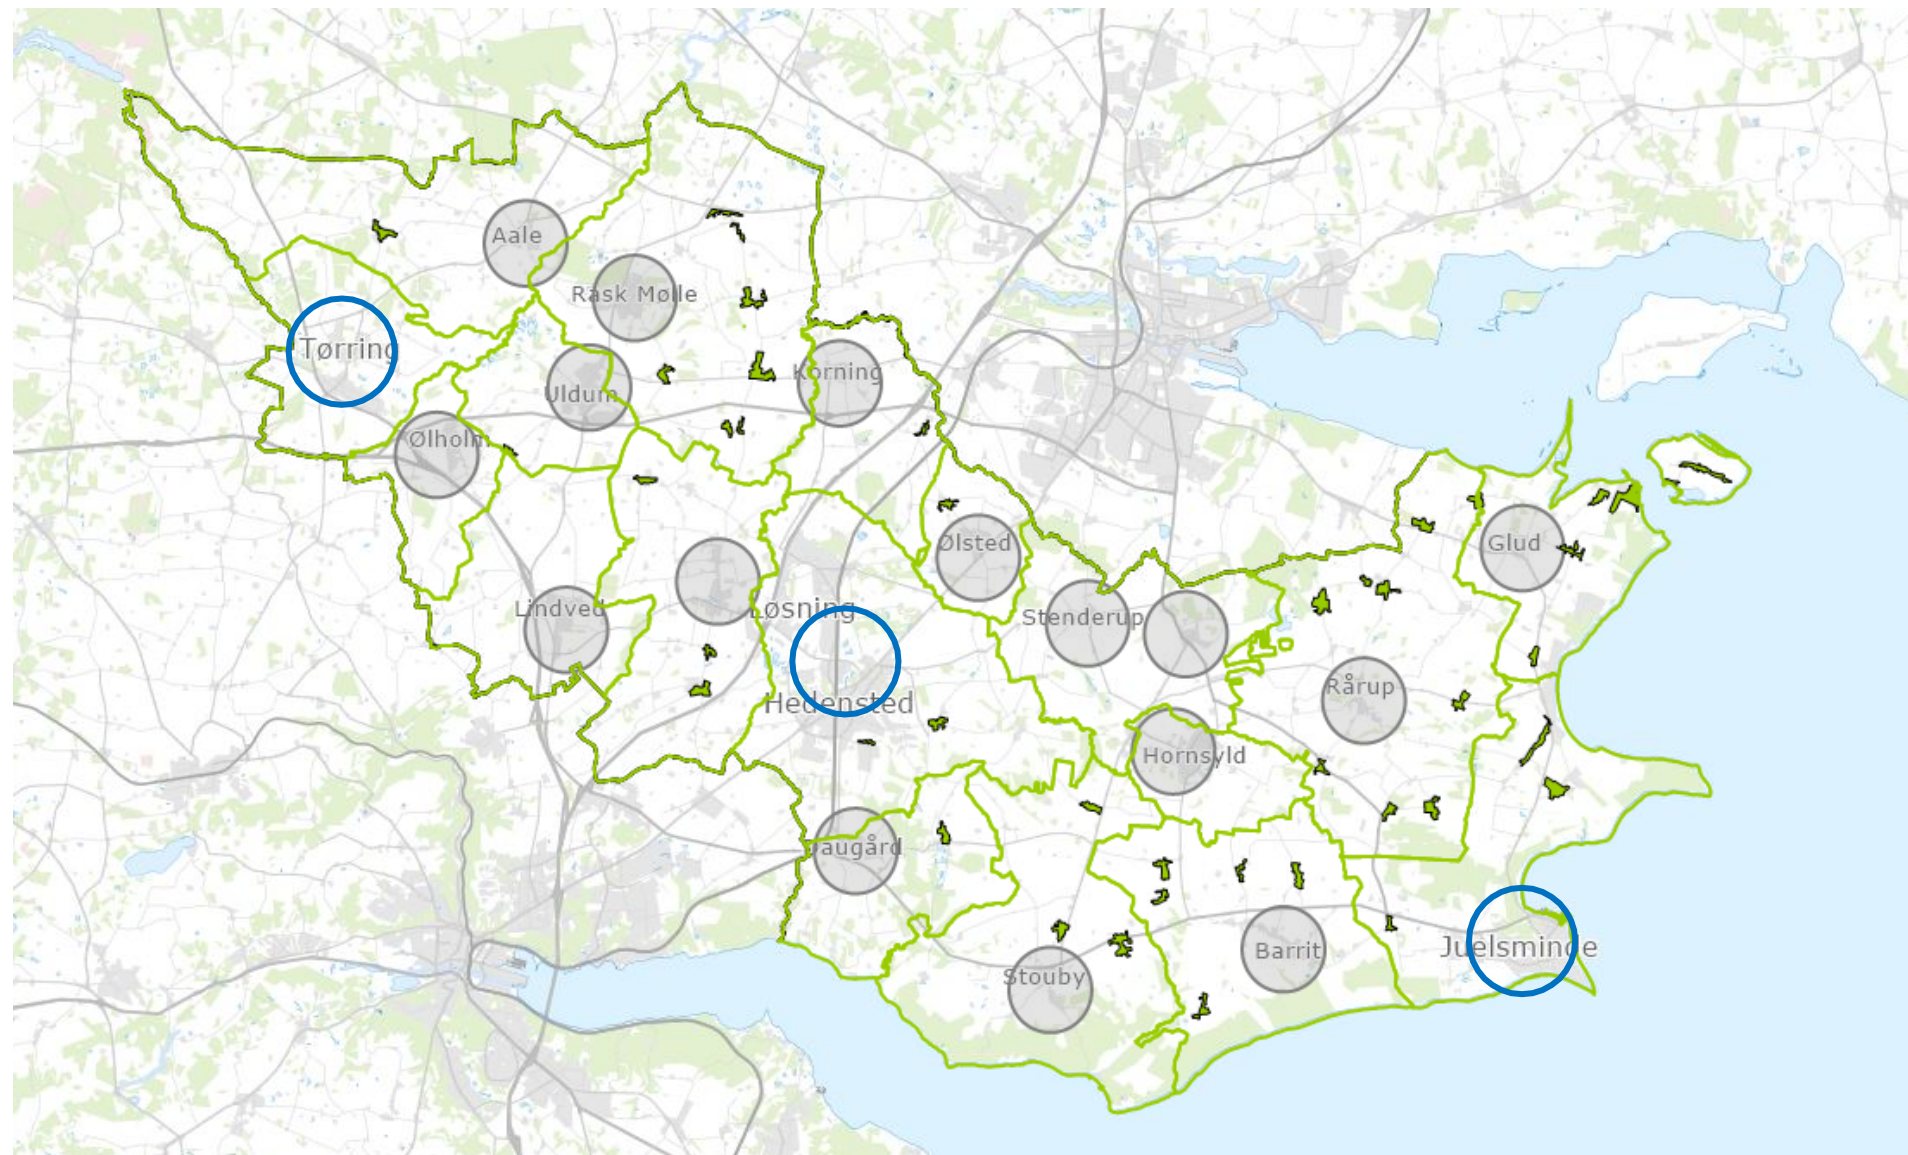 Aale
Rask Mølle
Tørring
Korning
Uldum
Ølholm
Ølsted
Glud
Lindved
Løsning
Stenderup
Rårup
Hedensted
Hornsyld
Daugård
Juelsminde
Barrit
Stouby